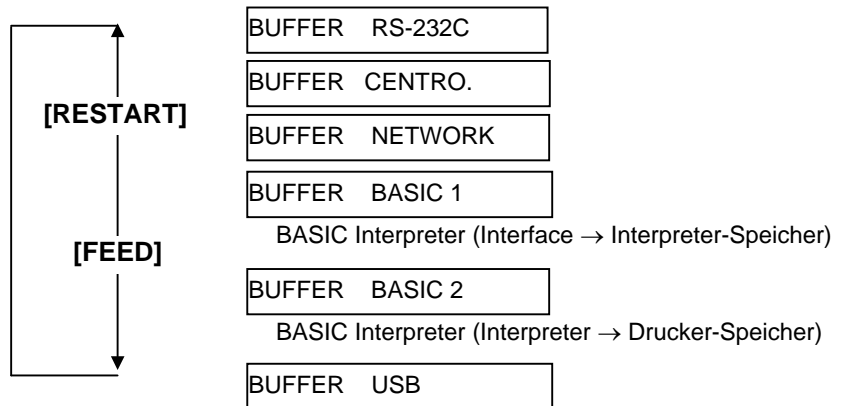 BUFFER RS-232C
BUFFER CENTRO.
[RESTART]
BUFFER NETWORK
BUFFER BASIC 1
BASIC Interpreter (Interface → Interpreter-Speicher)
[FEED]
BUFFER BASIC 2
BASIC Interpreter (Interpreter → Drucker-Speicher)
BUFFER USB